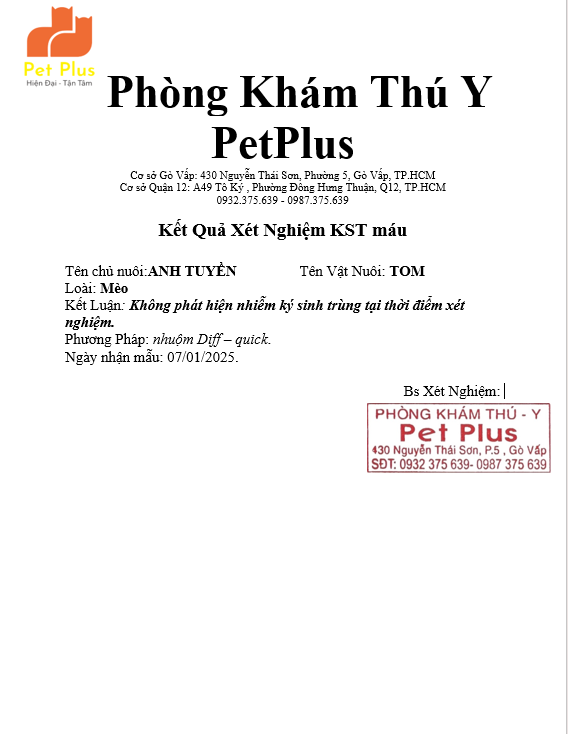 Pet Plus
Hiện Đại - Tận Tâm
Phòng Khám Thú Y
PetPlus
Cơ sở Gò Vấp: 430 Nguyễn Thái Sơn, Phường 5, Gò Vấp, TP.HCM
Cơ sở Quận 12: A49 Tô Ký , Phường Đông Hưng Thuận, Q12, TP.HCM
0932.375.639 - 0987.375.639
Kết Quả Xét Nghiệm KST máu
Tên chủ nuôi:ANH TUYỀN Tên Vật Nuôi: TOM
Loài: Mèo
Kết Luận: Không phát hiện nhiễm ký sinh trùng tại thời điểm xét
nghiệm.
Phương Pháp: nhuộm Diff – quick.
Ngày nhận mẫu: 07/01/2025.
Bs Xét Nghiệm:
PHÒNG KHÁM THÚ - Y
Pet Plus
430 Nguyễn Thái Sơn, P.5 , Gò Vấp
SĐT: 0932 375 639- 0987 375 639